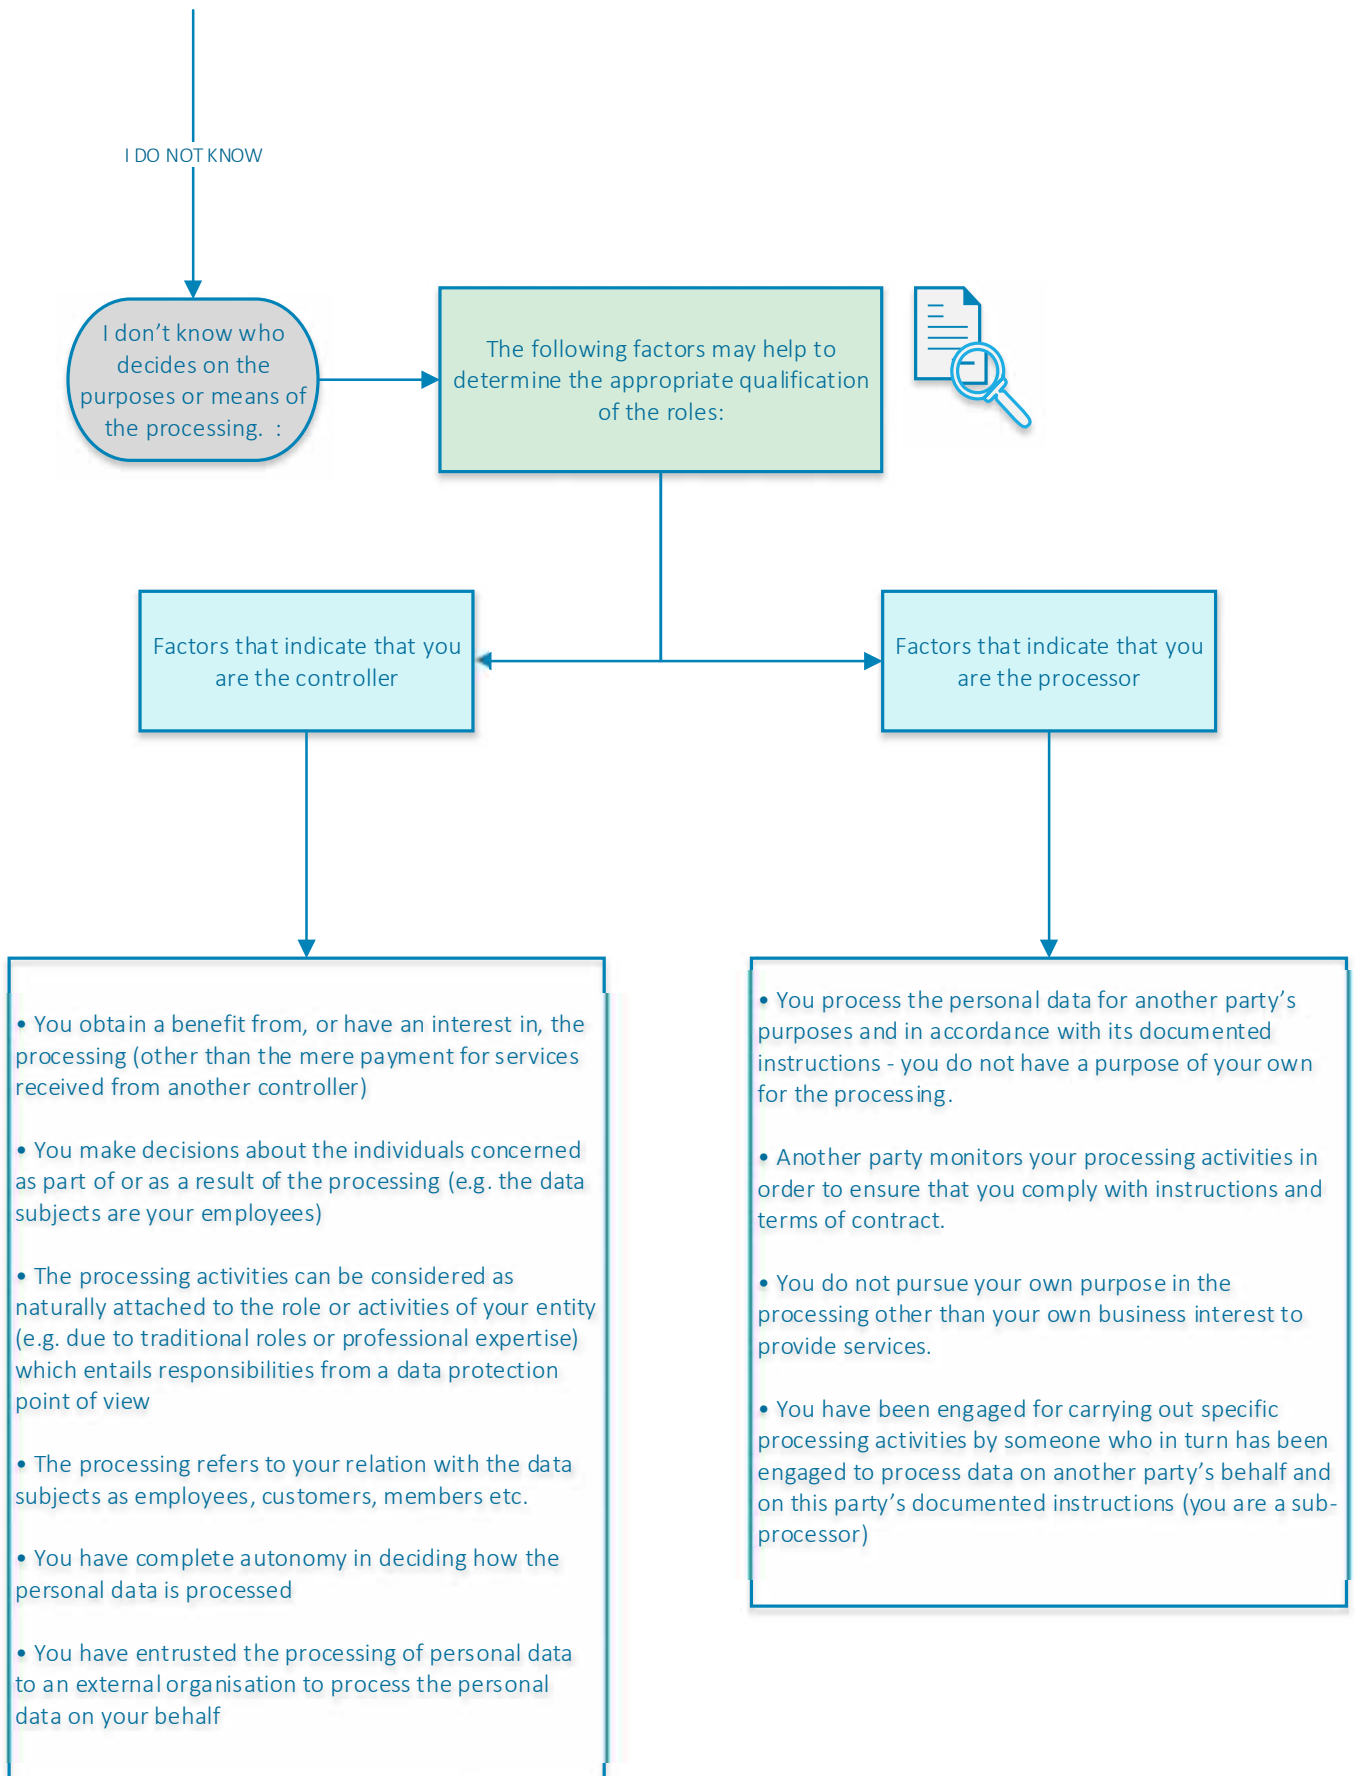 I DO NOT KNOW
I don’t know who
decides on the
purposes or means of
the processing.  :
The following factors may help to
determine the appropriate qualification
of the roles:
Factors that indicate that you
are the controller
Factors that indicate that you
are the processor
• You obtain a benefit from, or have an interest in, the
processing (other than the mere payment for services
received from another controller)
• You make decisions about the individuals concerned
as part of or as a result of the processing (e.g. the data
subjects are your employees)
• The processing activities can be considered as
naturally attached to the role or activities of your entity
(e.g. due to traditional roles or professional expertise)
which entails responsibilities from a data protection
point of view
• The processing refers to your relation with the data
subjects as employees, customers, members etc.
• You have complete autonomy in deciding how the
personal data is processed
• You have entrusted the processing of personal data
to an external organisation to process the personal
data on your behalf
• You process the personal data for another party’s
purposes and in accordance with its documented
instructions - you do not have a purpose of your own
for the processing.
• Another party monitors your processing activities in
order to ensure that you comply with instructions and
terms of contract.
• You do not pursue your own purpose in the
processing other than your own business interest to
provide services.
• You have been engaged for carrying out specific
processing activities by someone who in turn has been
engaged to process data on another party’s behalf and
on this party’s documented instructions (you are a sub-
processor)